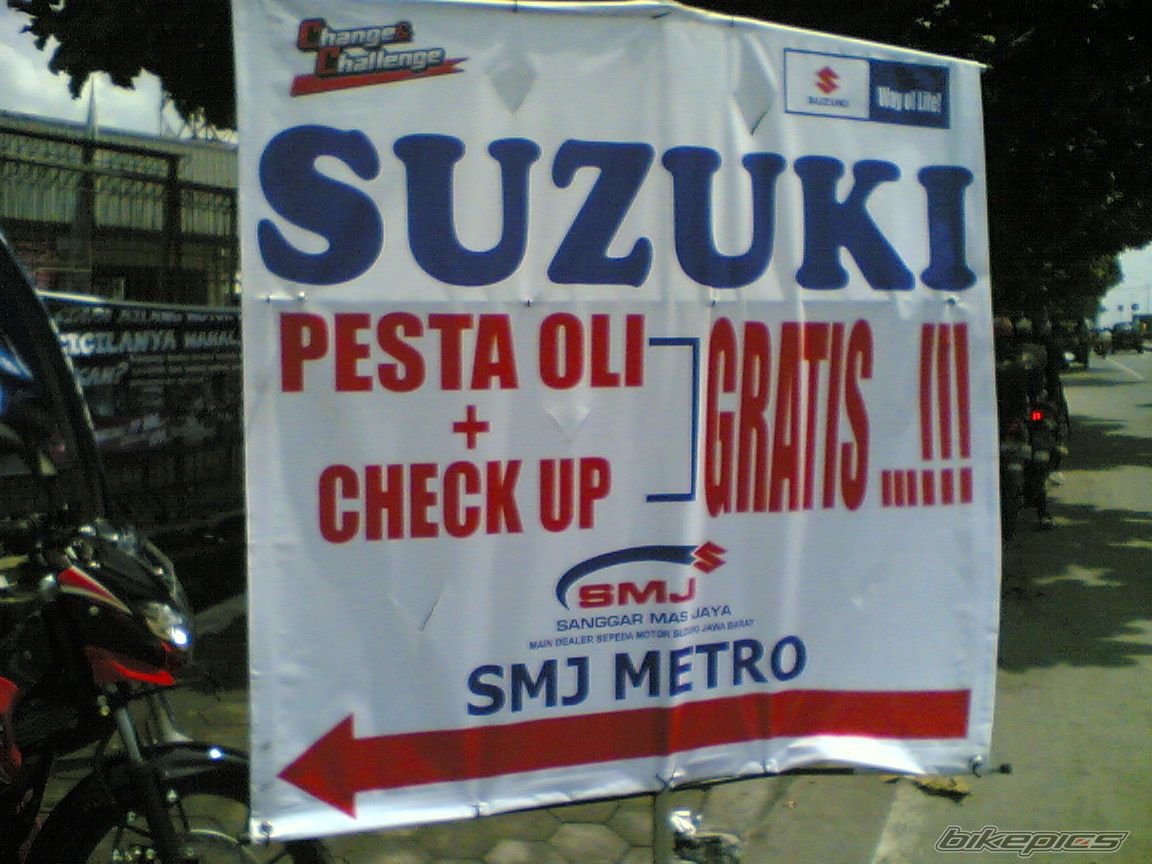 Change &
Challenge
SUZUKI
Way of Life!
SUZUKI
PESTA OLI
+
CHECK UP
GRATIS ...!!!
SMJ
SANGGAR MAS JAYA
MAIN DEALER SEPEDA MOTOR SUZUKI JAWA BARAT
SMJ METRO
CICILANYA
bikepics